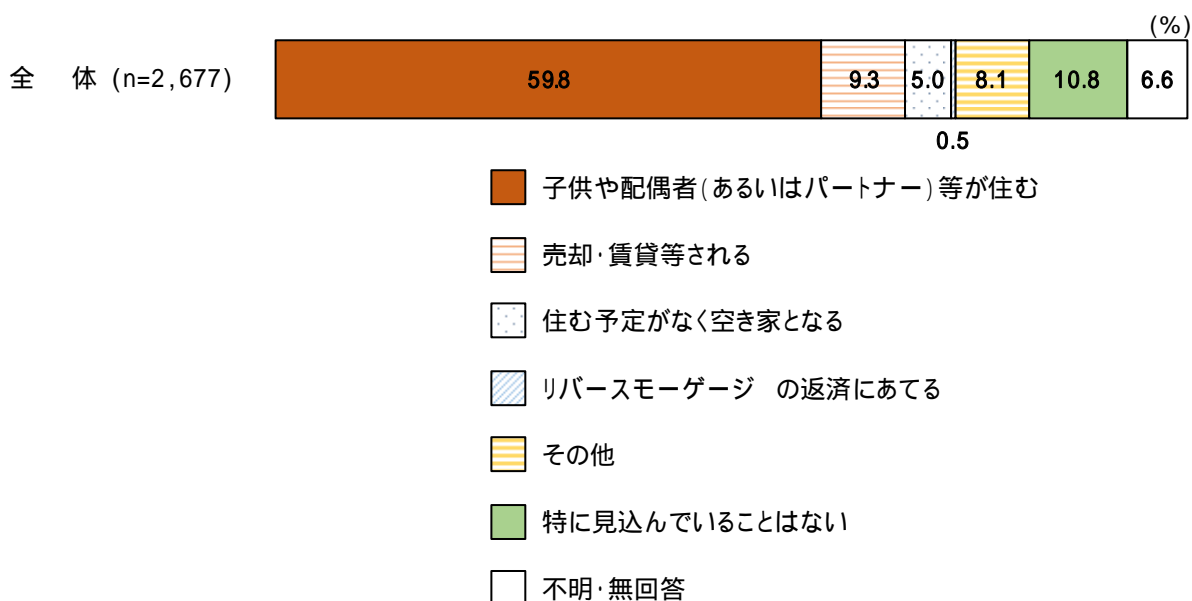 (%)
全　体 (n=2,677)
59.8 9.3 5.0 8.1 10.8 6.6
0.5
子供や配偶者(あるいはパートナー)等が住む
売却・賃貸等される
住む予定がなく空き家となる
リバースモーゲージ　の返済にあてる
その他
特に見込んでいることはない
不明・無回答